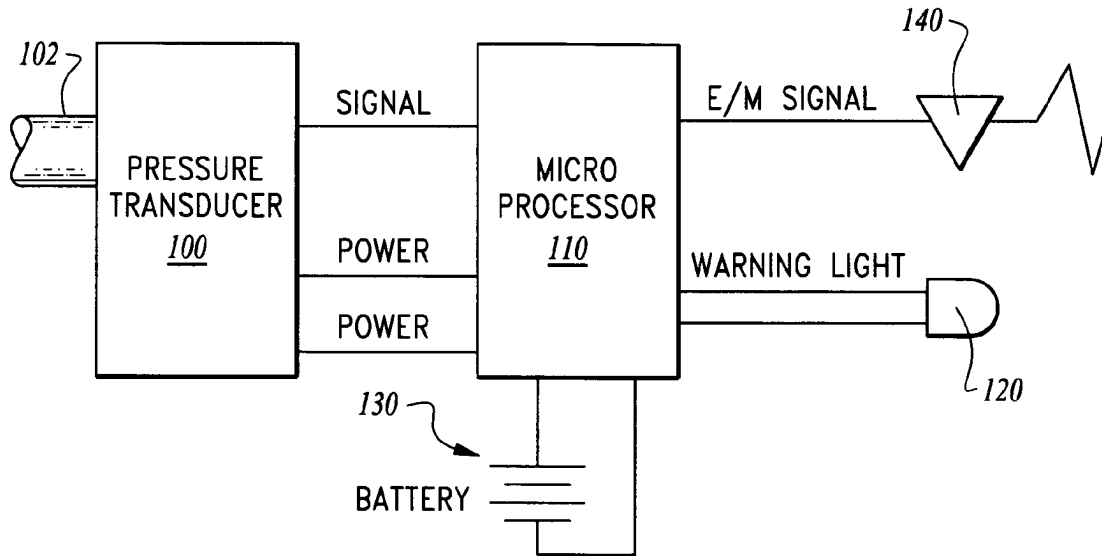 102
140
SIGNAL
E/M SIGNAL
PRESSURE
TRANSDUCER
100
MICRO
PROCESSOR
110
POWER
WARNING LIGHT
POWER
120
130
BATTERY